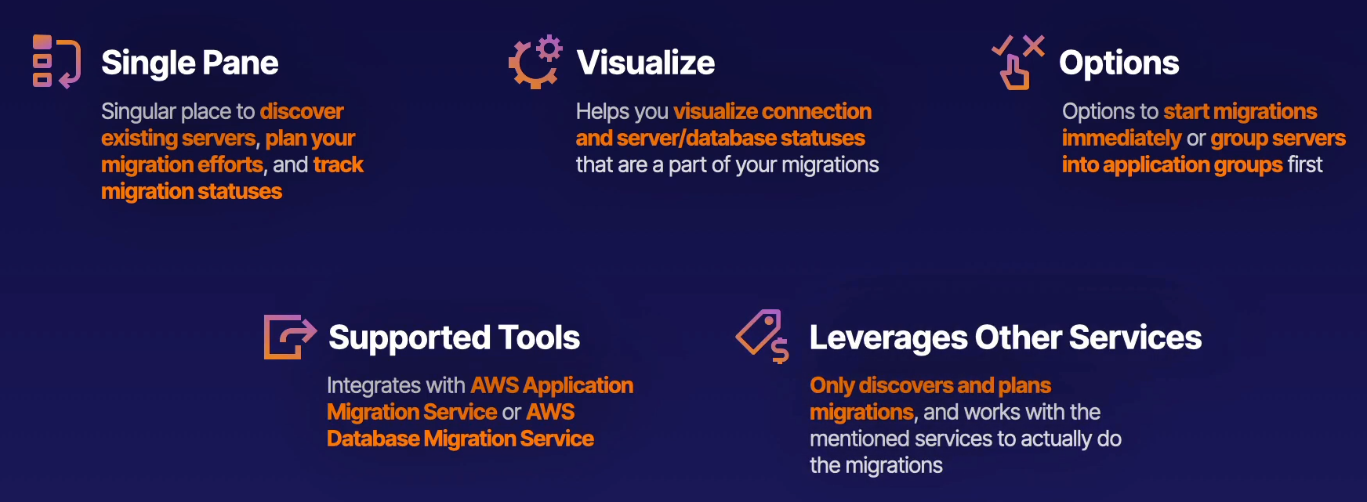 Single Pane
Singular place to discover
existing servers, plan your
migration efforts, and track
migration statuses
Visualize
Helps you visualize connection
and server/database statuses
that are a part of your migrations
Options
Options to start migrations
immediately or group servers
into application groups first
Supported Tools
Integrates with AWS Application
Migration Service or AWS
Database Migration Service
Leverages Other Services
Only discovers and plans
migrations, and works with the
mentioned services to actually do
the migrations